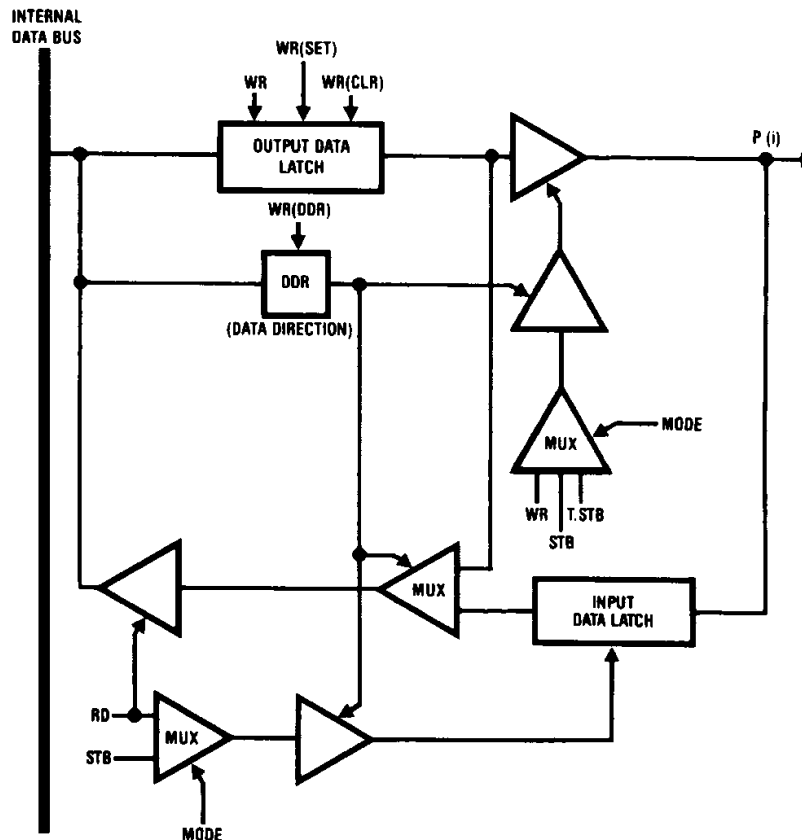 INTERNAL
DATA BUS
WR(SET)
WR
WR(CLR)
OUTPUT DATA
LATCH
P (i)
WR(DDR)
DDR
(DATA DIRECTION)
MUX
MODE
WR
T.STB
STB
MUX
INPUT
DATA LATCH
RD
MUX
STB
MODE